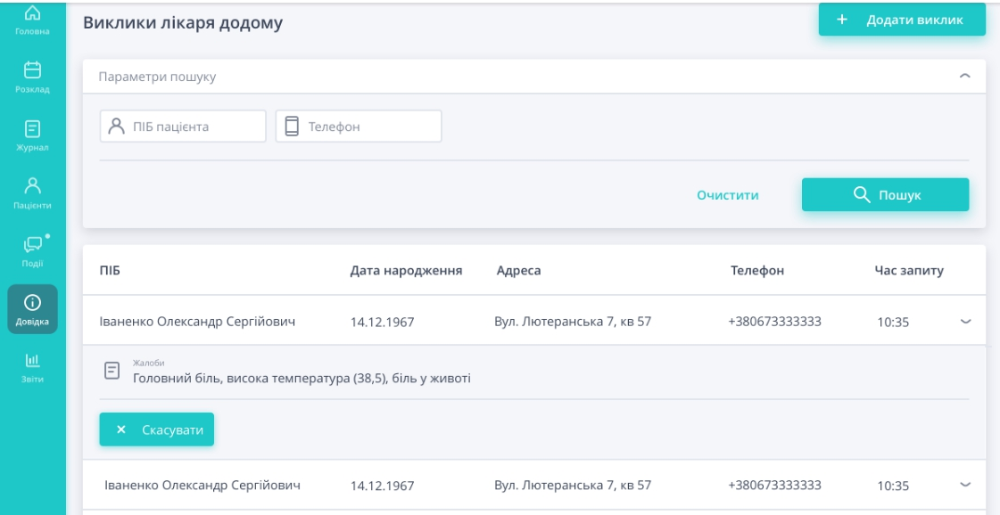 Головна
Розклад
Журнал
Пацієнти
Події
Довідка
Звіти
Виклики лікаря додому
+ Додати виклик
Параметри пошуку
ПІБ пацієнта
Телефон
Очистити
Пошук
ПІБ Дата народження Адреса Телефон Час запиту
Іваненко Олександр Сергійович 14.12.1967 Вул. Лютеранська 7, кв 57 +380673333333 10:35
Жалоби
Головний біль, висока температура (38,5), біль у животі
× Скасувати
Іваненко Олександр Сергійович 14.12.1967 Вул. Лютеранська 7, кв 57 +380673333333 10:35